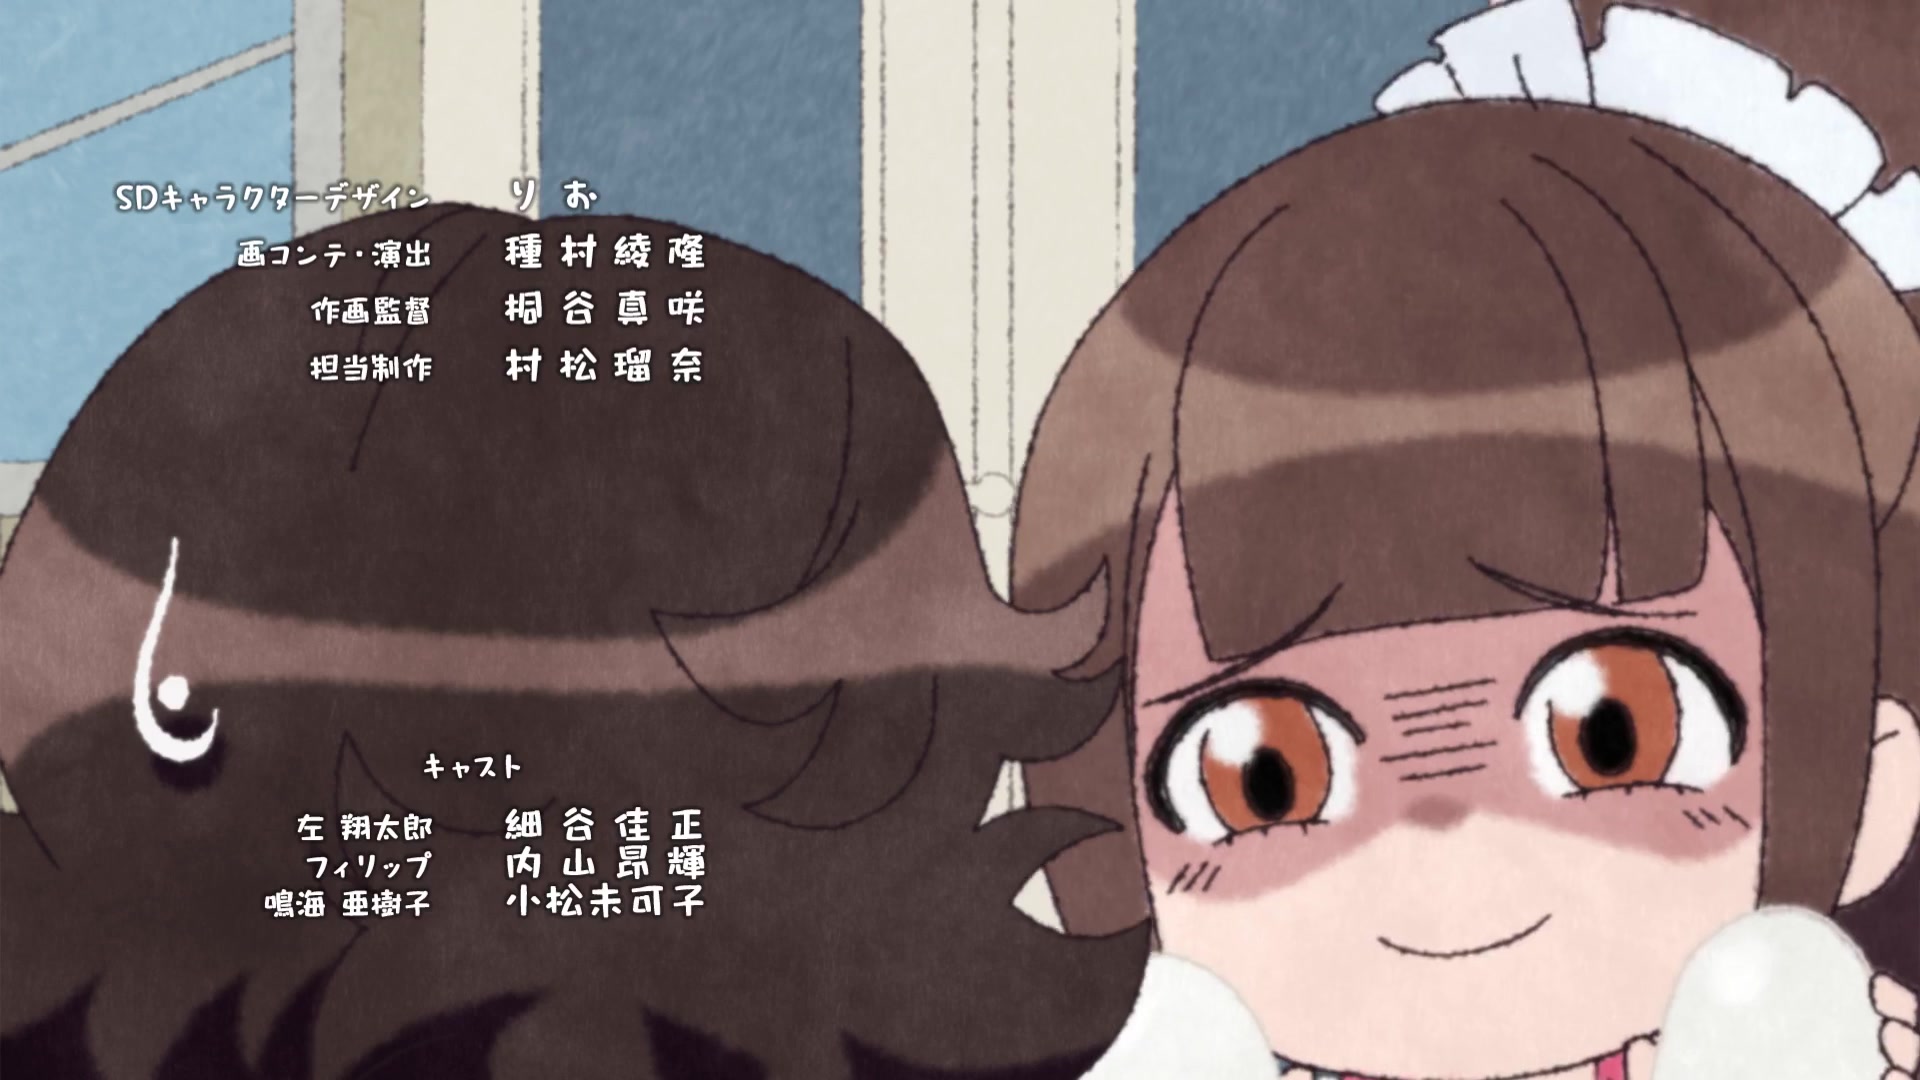 SDキャラクターデザイン りお
画コンテ・演出 種村綾隆
作画監督 桐谷真咲
担当制作 村松瑠奈
キャスト
左 翔太郎 細谷佳正
フィリップ 内山昂輝
鳴海 亜樹子 小松未可子